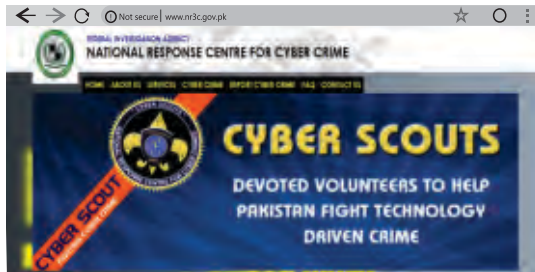 Not secure | www.nr3c.gov.pk
FEDERAL INVESTIGATION AGENCY
NATIONAL RESPONSE CENTRE FOR CYBER CRIME
HOME ABOUT US SERVICES CYBER CRIME REPORT CYBER CRIME FAQ CONTACT US
CYBER SCOUTS
DEVOTED VOLUNTEERS TO HELP
PAKISTAN FIGHT TECHNOLOGY
DRIVEN CRIME
CYBER SCOUT